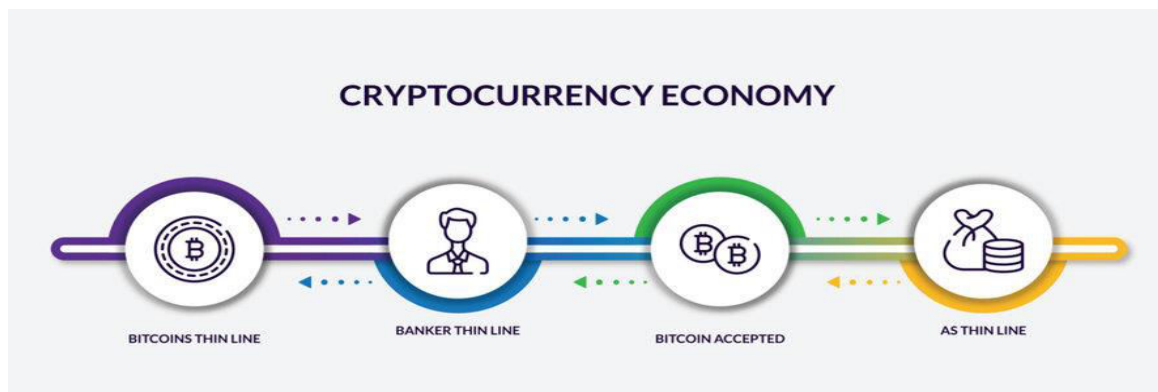 CRYPTOCURRENCY ECONOMY
BITCOINS THIN LINE
BANKER THIN LINE
BITCOIN ACCEPTED
AS THIN LINE